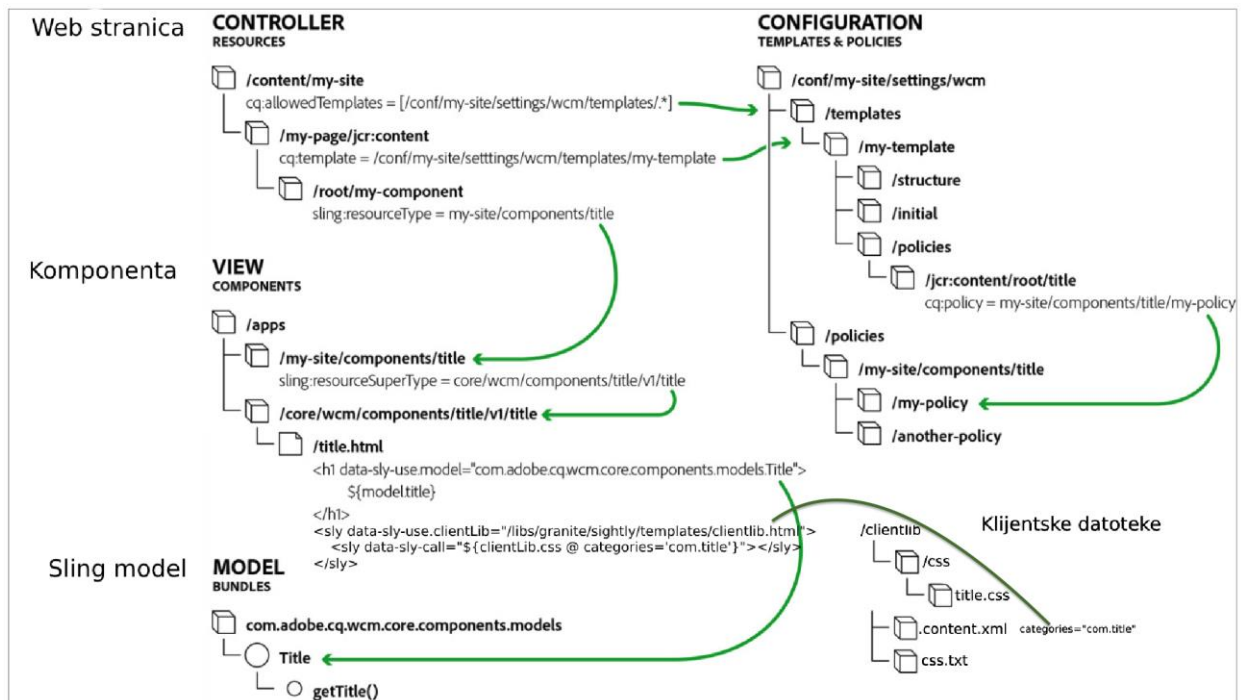 Web stranica
CONTROLLER
RESOURCES
/content/my-site
cq:allowedTemplates = [/conf/my-site/settings/wcm/templates/.*]
/my-page/jcr:content
cq:template = /conf/my-site/setttings/wcm/templates/my-template
/root/my-component
sling:resourceType = my-site/components/title
Komponenta
VIEW
COMPONENTS
/apps
/my-site/components/title
sling:resourceSuperType = core/wcm/components/title/v1/title
/core/wcm/components/title/v1/title
/title.html
<h1 data-sly-use.model="com.adobe.cq.wcm.core.components.models.Title">
${model.title}
</h1>
<sly data-sly-use.clientLib="/libs/granite/sightly/templates/clientlib.html">
<sly data-sly-call="${clientLib.css @ categories='com.title'}"></sly>
</sly>
Sling model
MODEL
BUNDLES
com.adobe.cq.wcm.core.components.models
Title
getTitle()
CONFIGURATION
TEMPLATES & POLICIES
/conf/my-site/settings/wcm
/templates
/my-template
/structure
/initial
/policies
/jcr:content/root/title
cq:policy = my-site/components/title/my-policy
/policies
/my-site/components/title
/my-policy
/another-policy
Klijentske datoteke
/clientlib
/css
title.css
.content.xml categories="com.title"
css.txt